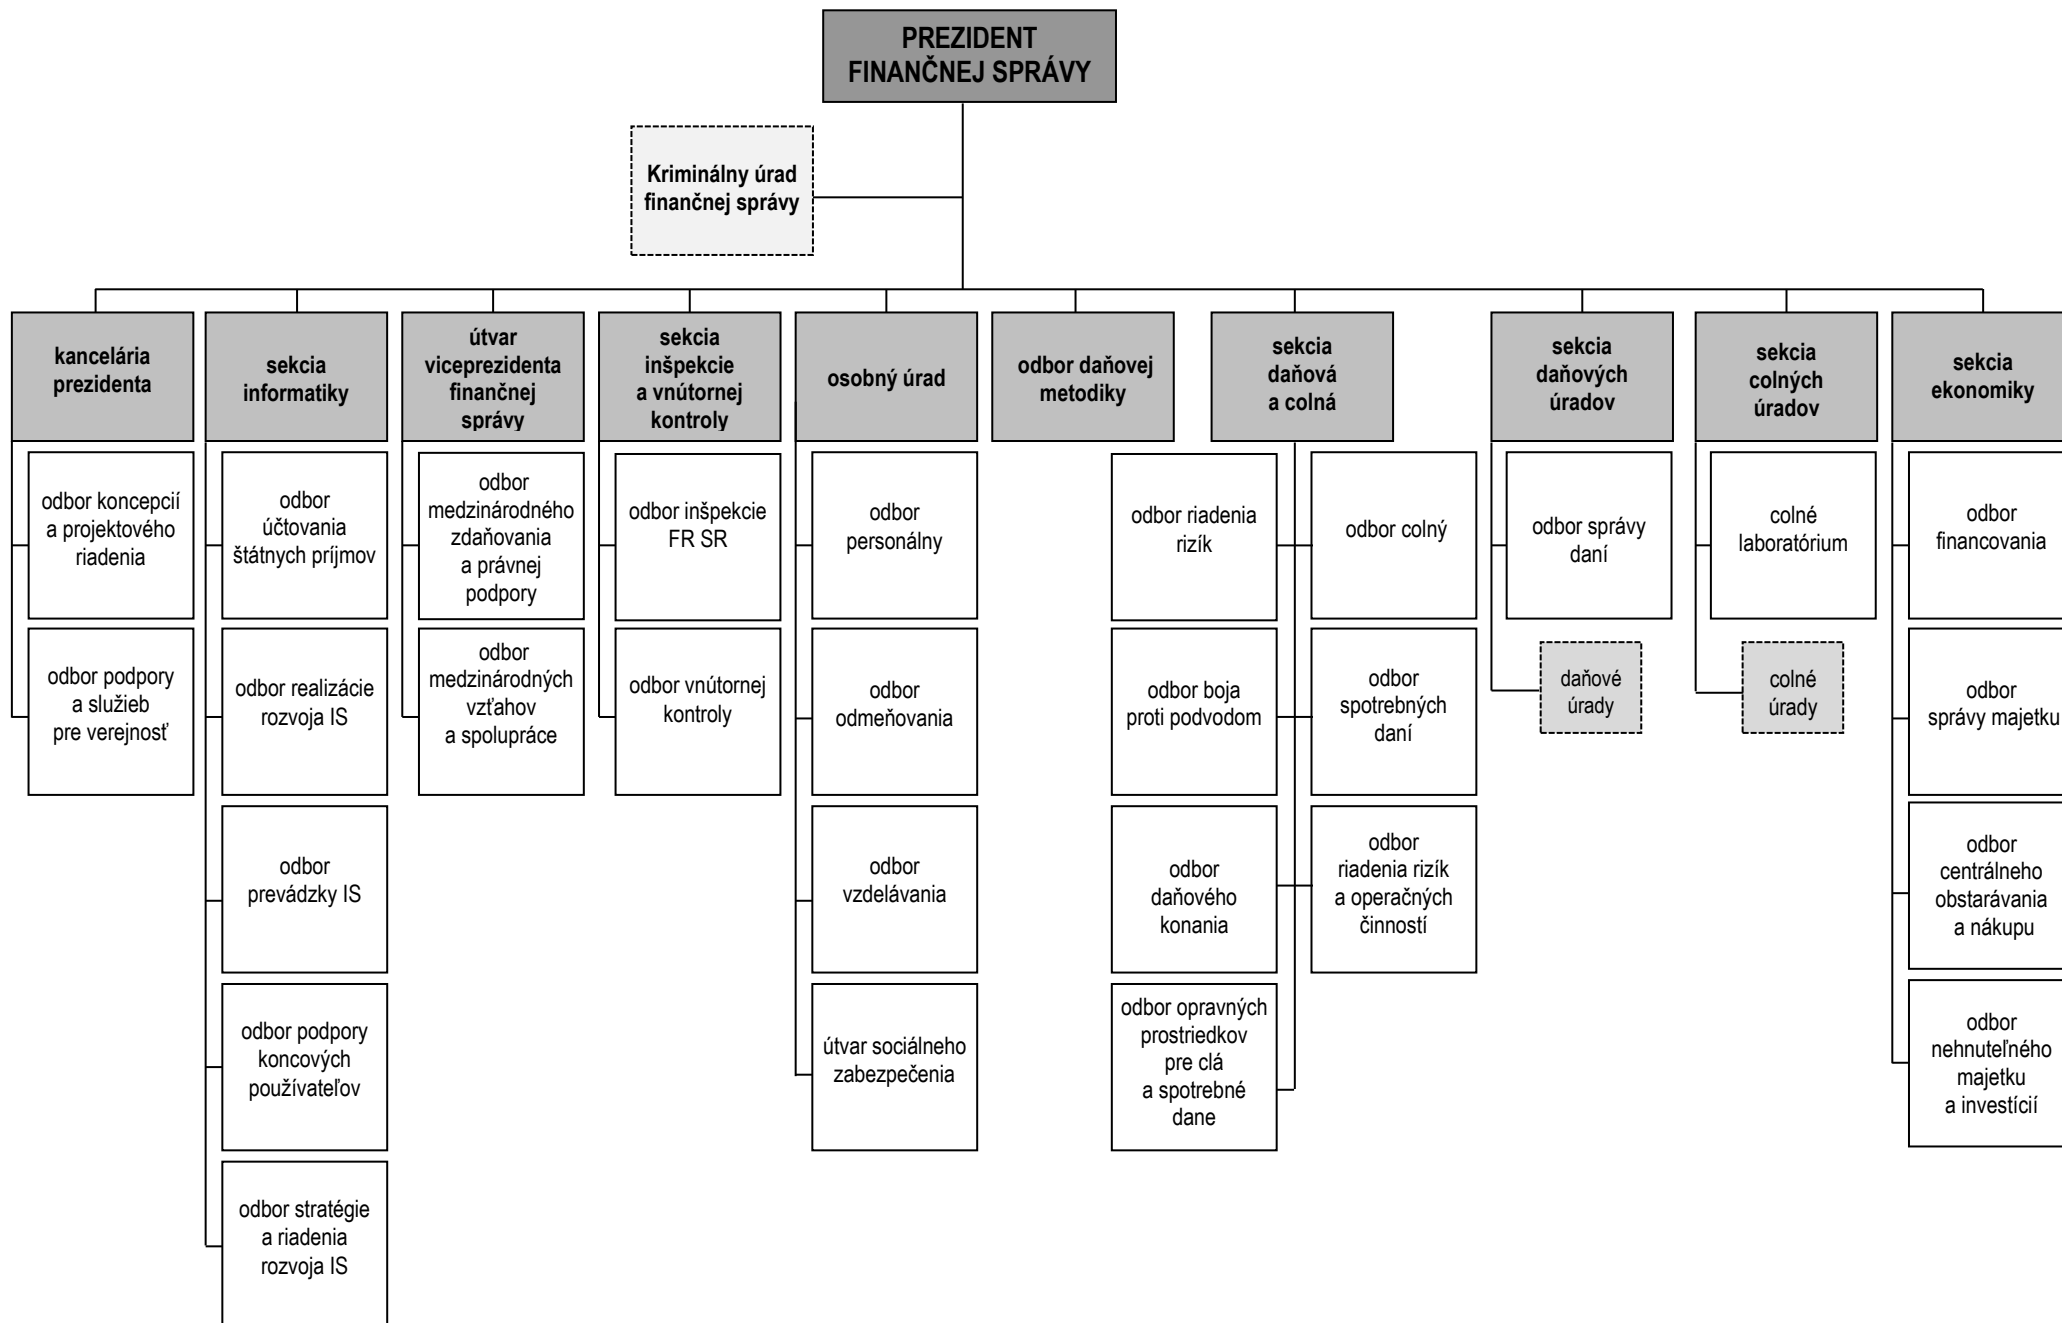 PREZIDENT
FINANČNEJ SPRÁVY
Kriminálny úrad
finančnej správy
kancelária
prezidenta
sekcia
informatiky
útvar
viceprezidenta
finančnej
správy
sekcia
inšpekcie
a vnútornej
kontroly
osobný úrad
odbor daňovej
metodiky
sekcia
daňová
a colná
sekcia
daňových
úradov
sekcia
colných
úradov
sekcia
ekonomiky
odbor koncepcií
a projektového
riadenia
odbor
účtovania
štátnych príjmov
odbor
medzinárodného
zdaňovania
a právnej
podpory
odbor inšpekcie
FR SR
odbor
personálny
odbor riadenia
rizík
odbor colný
odbor správy
daní
colné
laboratórium
odbor
financovania
odbor podpory
a služieb
pre verejnosť
odbor realizácie
rozvoja IS
odbor
medzinárodných
vzťahov
a spolupráce
odbor vnútornej
kontroly
odbor
odmeňovania
odbor boja
proti podvodom
odbor
spotrebných
daní
daňové
úrady
colné
úrady
odbor
správy majetku
odbor
prevádzky IS
odbor
vzdelávania
odbor
daňového
konania
odbor
riadenia rizík
a operačných
činností
odbor
centrálneho
obstarávania
a nákupu
odbor podpory
koncových
používateľov
útvar sociálneho
zabezpečenia
odbor opravných
prostriedkov
pre clá
a spotrebné
dane
odbor
nehnuteľného
majetku
a investícií
odbor stratégie
a riadenia
rozvoja IS